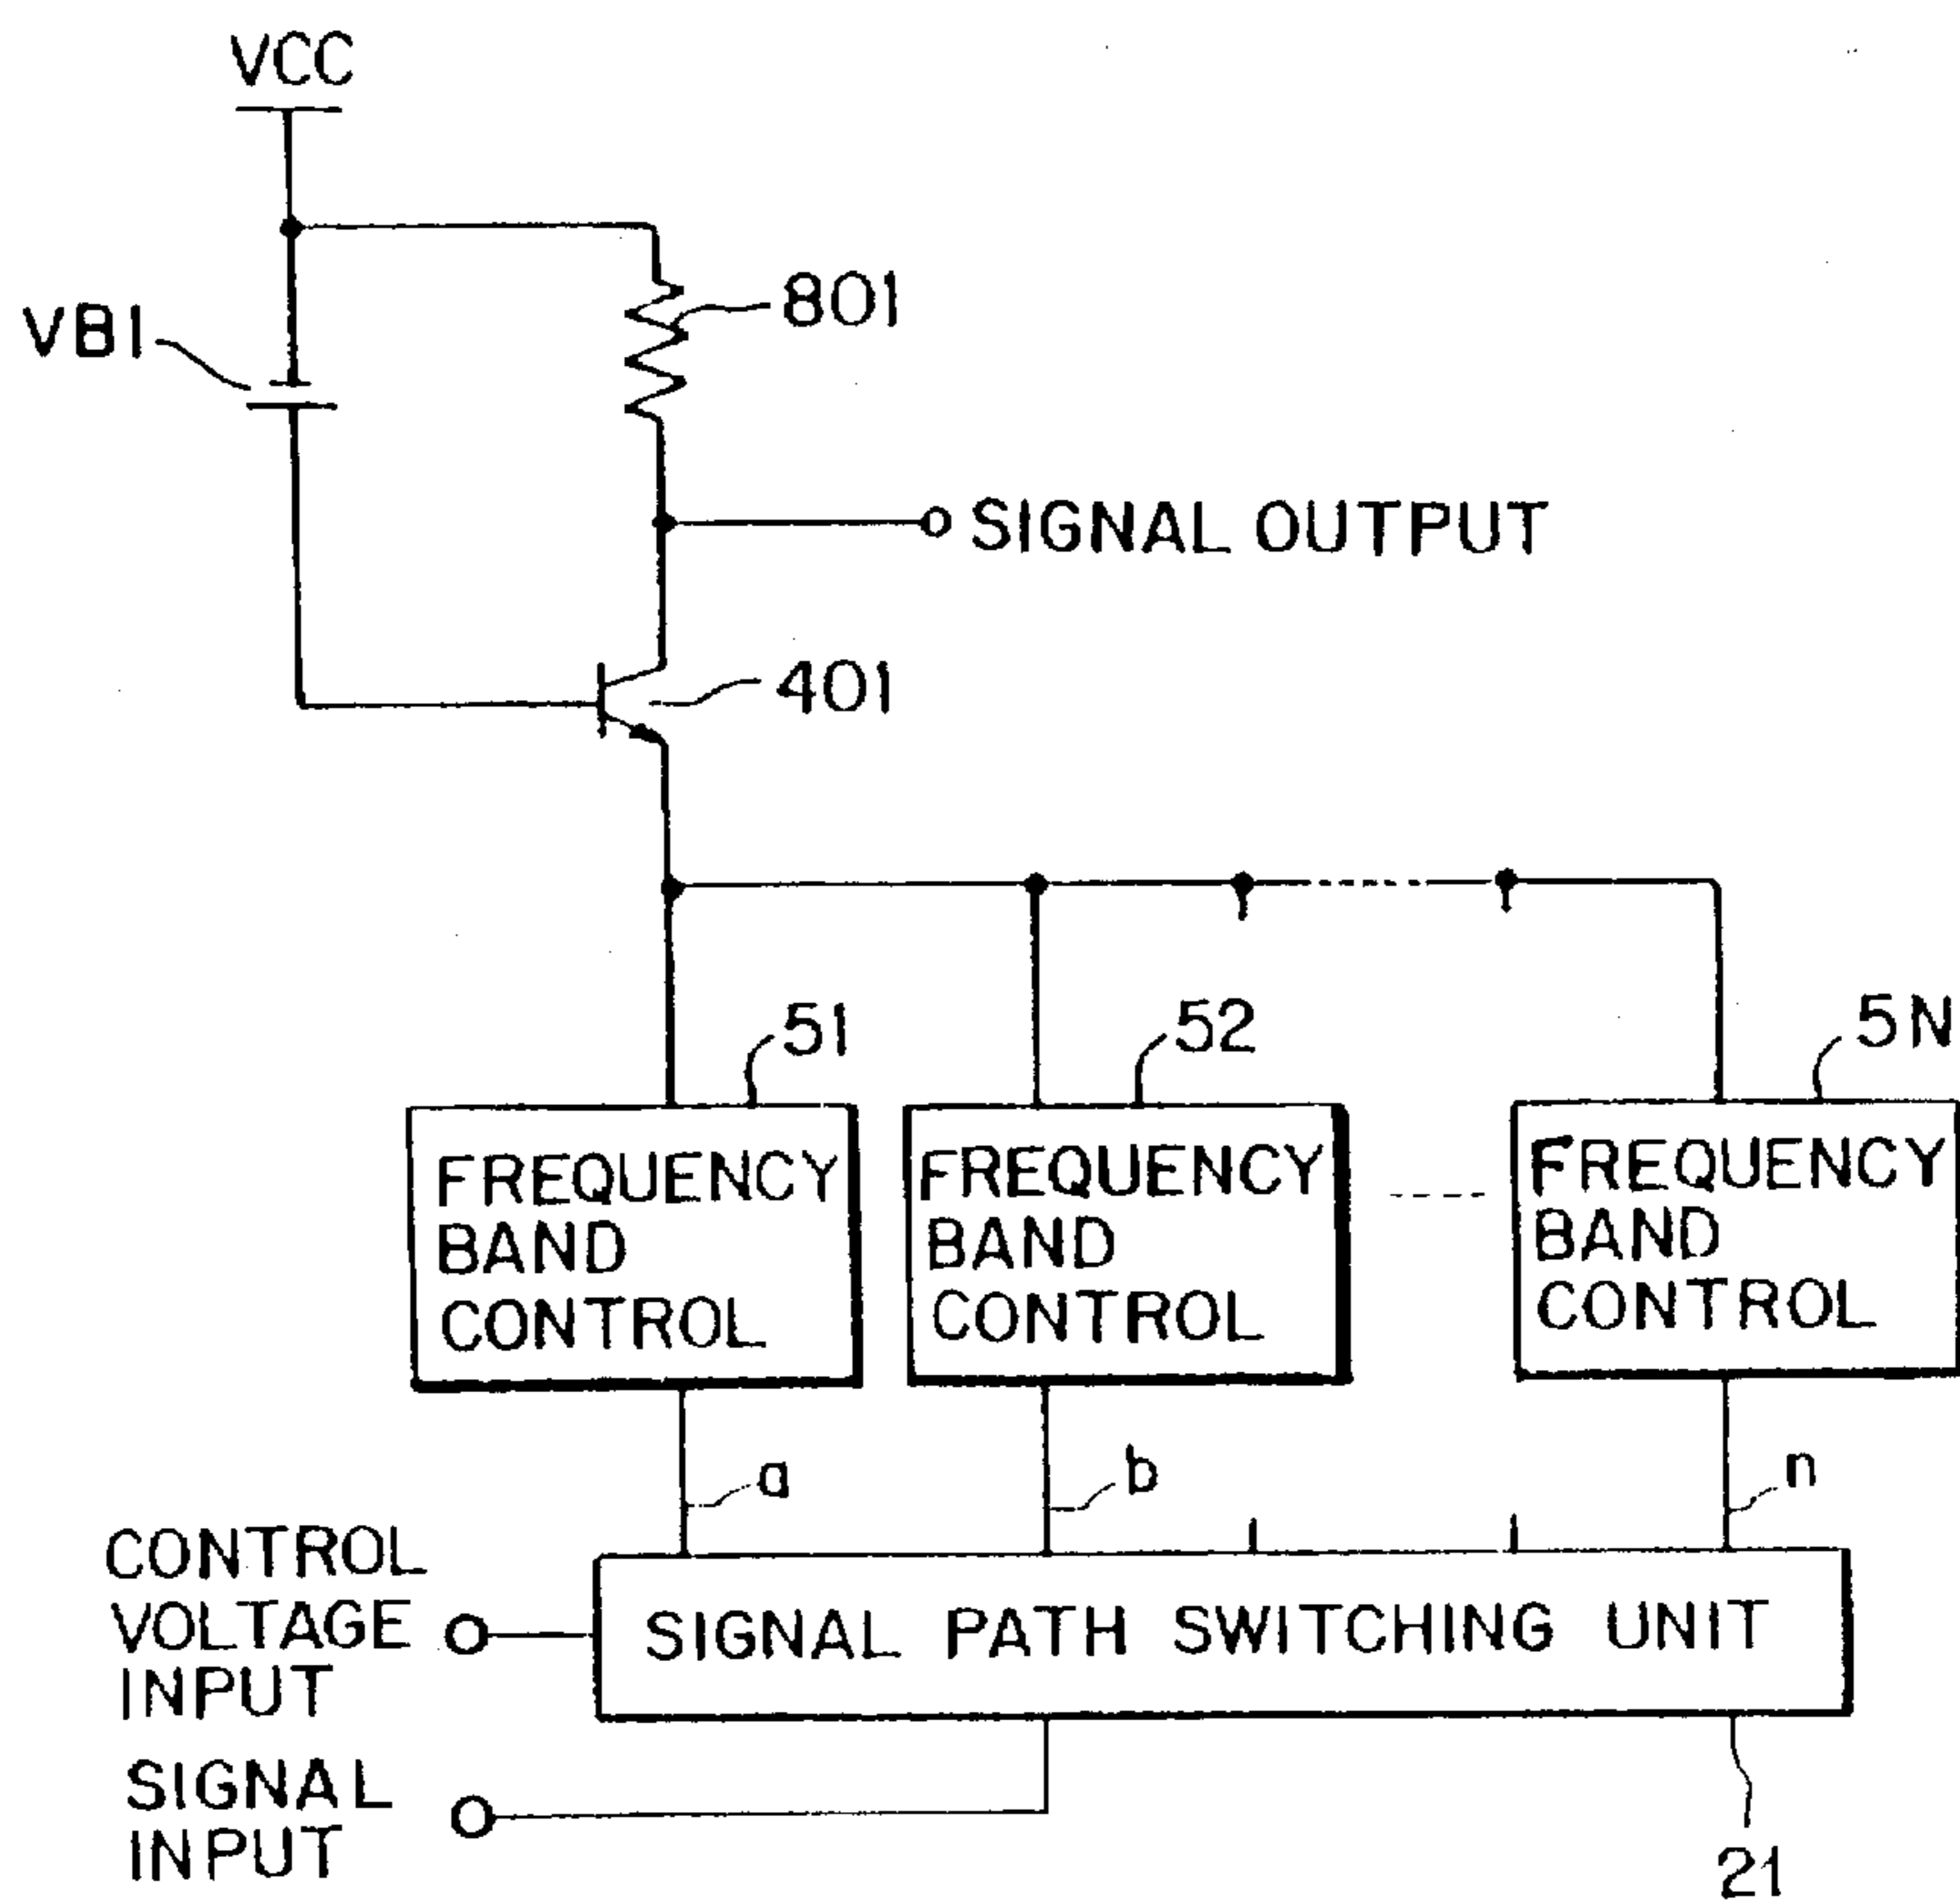 VCC
801
VB1
SIGNAL OUTPUT
401
51
52
5N
FREQUENCY
BAND
CONTROL
FREQUENCY
BAND
CONTROL
FREQUENCY
BAND
CONTROL
a
b
n
CONTROL
VOLTAGE
INPUT
SIGNAL PATH SWITCHING UNIT
SIGNAL
INPUT
21